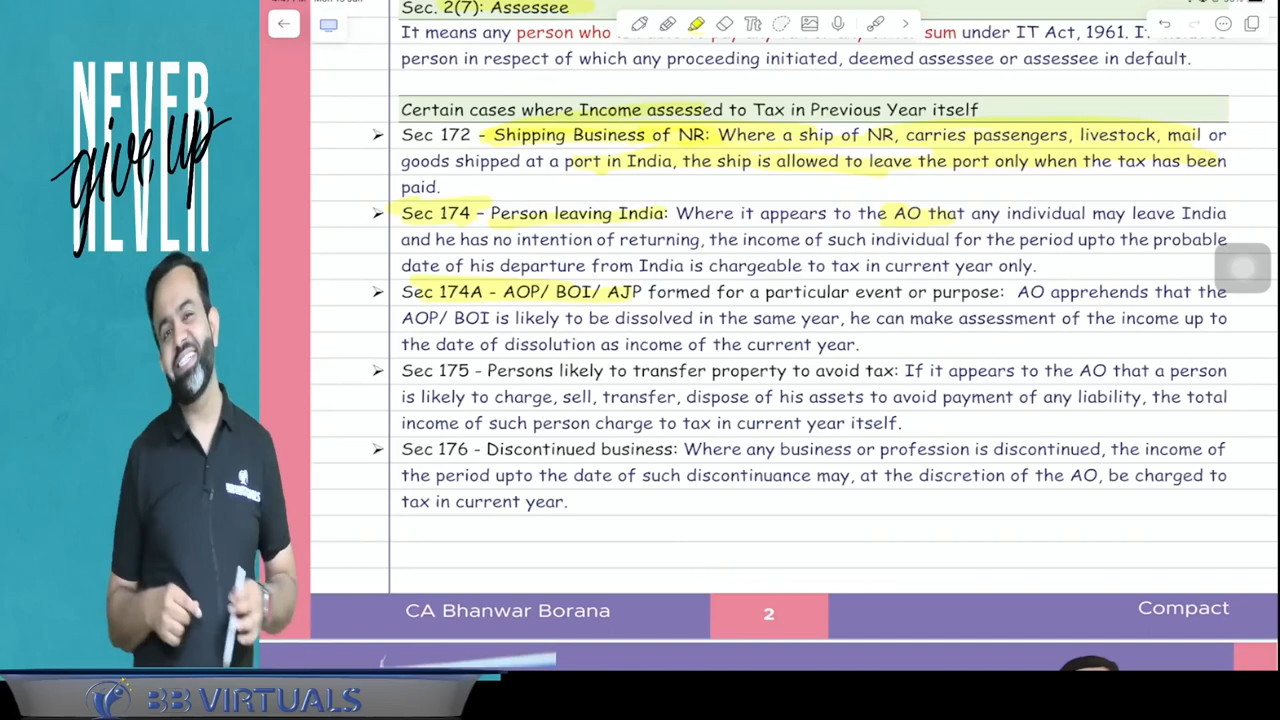 Sec. 2(7): Assessee
It means any person who sum under IT Act, 1961. I
person in respect of which any proceeding initiated, deemed assessee or assessee in default.
Certain cases where Income assessed to Tax in Previous Year itself
➤ Sec 172 - Shipping Business of NR: Where a ship of NR, carries passengers, livestock, mail or
goods shipped at a port in India, the ship is allowed to leave the port only when the tax has been
paid.
➤ Sec 174 – Person leaving India: Where it appears to the AO that any individual may leave India
and he has no intention of returning, the income of such individual for the period upto the probable
date of his departure from India is chargeable to tax in current year only.
➤ Sec 174A - AOP/ BOI/ AJP formed for a particular event or purpose: AO apprehends that the
AOP/ BOI is likely to be dissolved in the same year, he can make assessment of the income up to
the date of dissolution as income of the current year.
➤ Sec 175 - Persons likely to transfer property to avoid tax: If it appears to the AO that a person
is likely to charge, sell, transfer, dispose of his assets to avoid payment of any liability, the total
income of such person charge to tax in current year itself.
➤ Sec 176 - Discontinued business: Where any business or profession is discontinued, the income of
the period upto the date of such discontinuance may, at the discretion of the AO, be charged to
tax in current year.
CA Bhanwar Borana
2
Compact
NEVER
give up
NEVER
BB VIRTUALS
BB VIRTUALS